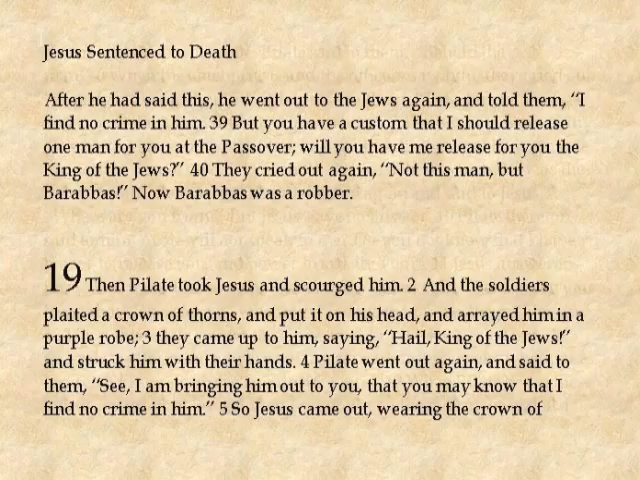 Jesus Sentenced to Death
After he had said this, he went out to the Jews again, and told them, “I
find no crime in him. 39 But you have a custom that I should release
one man for you at the Passover; will you have me release for you the
King of the Jews?” 40 They cried out again, “Not this man, but
Barabbas!” Now Barabbas was a robber.
19 Then Pilate took Jesus and scourged him. 2 And the soldiers
plaited a crown of thorns, and put it on his head, and arrayed him in a
purple robe; 3 they came up to him, saying, “Hail, King of the Jews!”
and struck him with their hands. 4 Pilate went out again, and said to
them, “See, I am bringing him out to you, that you may know that I
find no crime in him.” 5 So Jesus came out, wearing the crown of